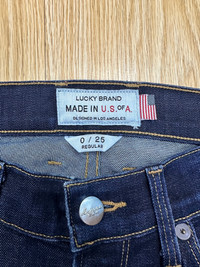 LUCKY BRAND
MADE IN U.S. OF A.
DESIGNED IN LOS ANGELES
0 / 25
REGULAR